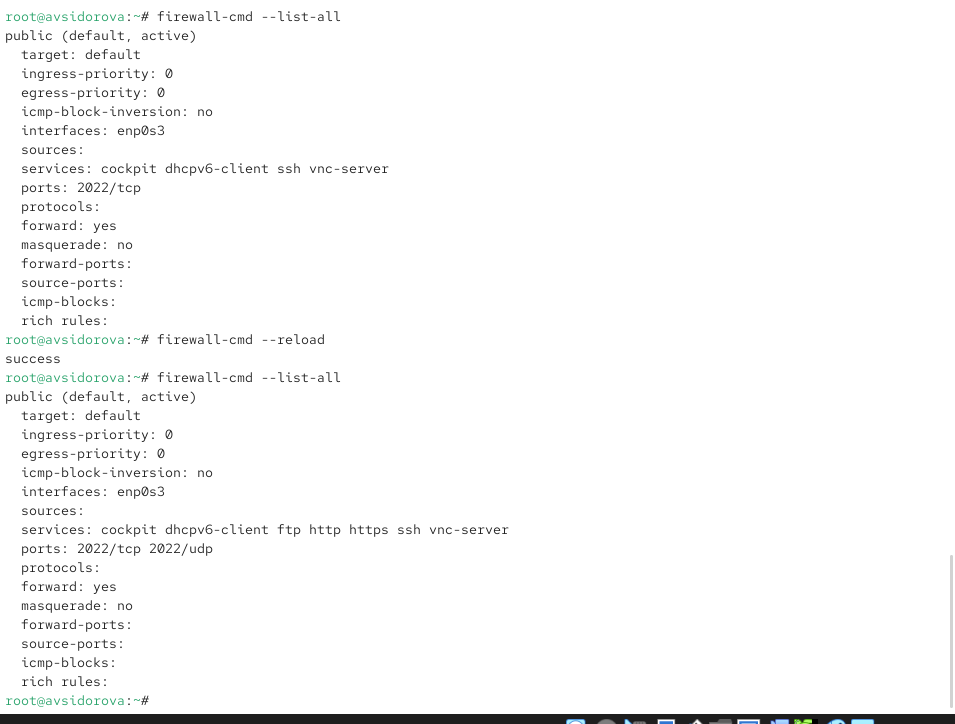 root@avsidorova:~# firewall-cmd --list-all
public (default, active)
  target: default
  ingress-priority: 0
  egress-priority: 0
  icmp-block-inversion: no
  interfaces: enp0s3
  sources:
  services: cockpit dhcpv6-client ssh vnc-server
  ports: 2022/tcp
  protocols:
  forward: yes
  masquerade: no
  forward-ports:
  source-ports:
  icmp-blocks:
  rich rules:
root@avsidorova:~# firewall-cmd --reload
success
root@avsidorova:~# firewall-cmd --list-all
public (default, active)
  target: default
  ingress-priority: 0
  egress-priority: 0
  icmp-block-inversion: no
  interfaces: enp0s3
  sources:
  services: cockpit dhcpv6-client ftp http https ssh vnc-server
  ports: 2022/tcp 2022/udp
  protocols:
  forward: yes
  masquerade: no
  forward-ports:
  source-ports:
  icmp-blocks:
  rich rules:
root@avsidorova:~#